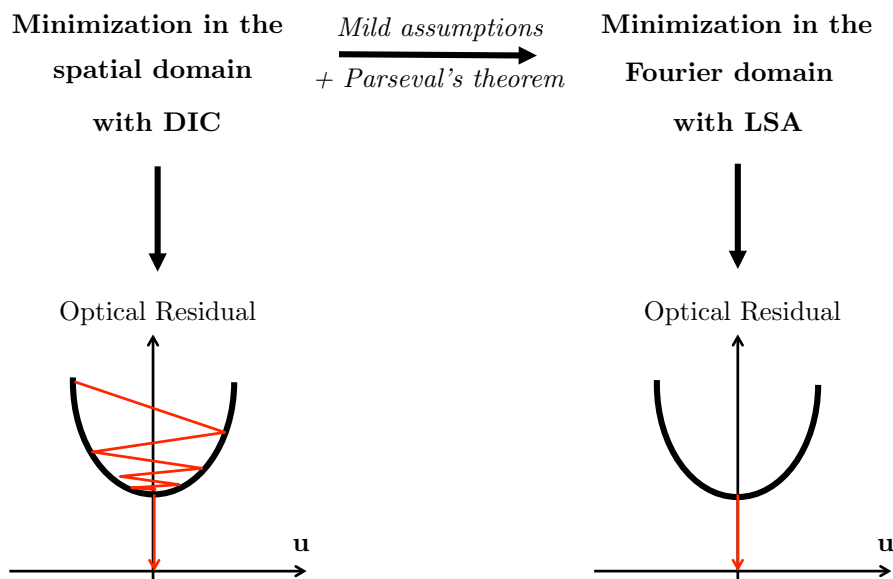 Minimization in the
spatial domain
with DIC
Mild assumptions
+ Parseval's theorem
Minimization in the
Fourier domain
with LSA
Optical Residual
u
Optical Residual
u